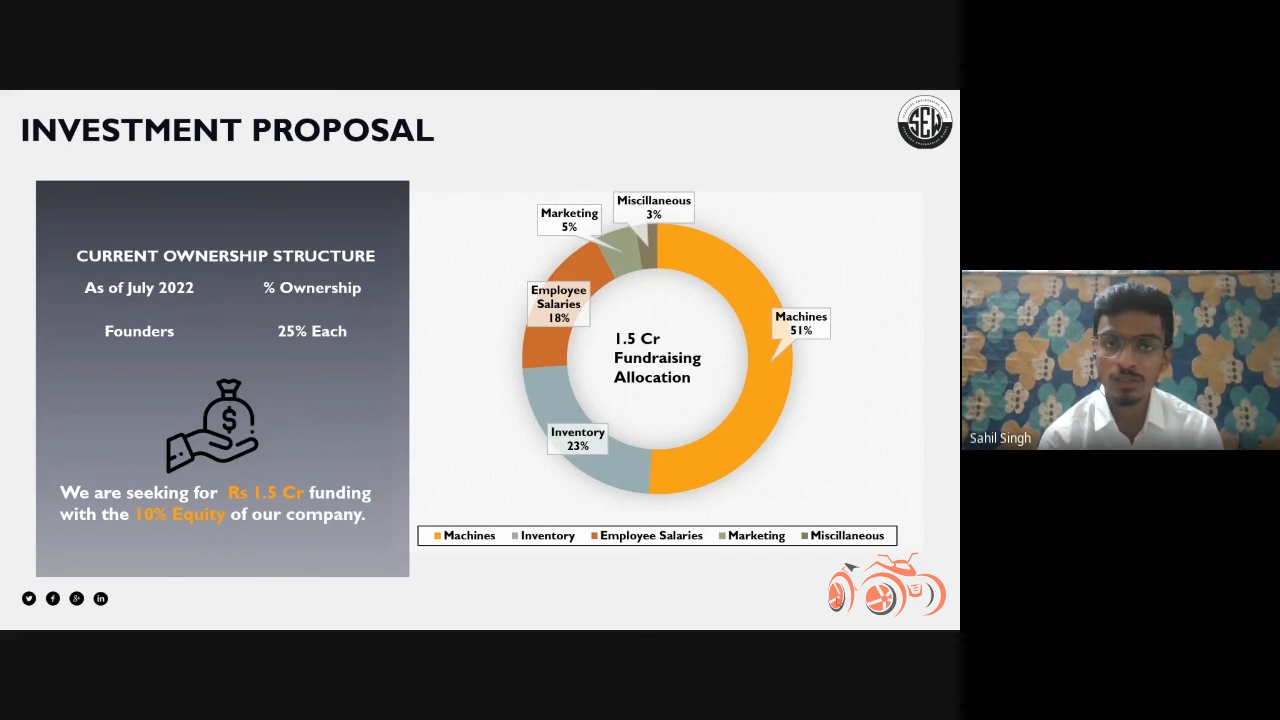 INVESTMENT PROPOSAL
SEW
CURRENT OWNERSHIP STRUCTURE
As of July 2022 % Ownership
Founders 25% Each
We are seeking for Rs 1.5 Cr funding
with the 10% Equity of our company.
Miscillaneous
3%
Marketing
5%
Employee
Salaries
18%
Machines
51%
Inventory
23%
1.5 Cr
Fundraising
Allocation
Machines Inventory Employee Salaries Marketing Miscillaneous
Sahil Singh